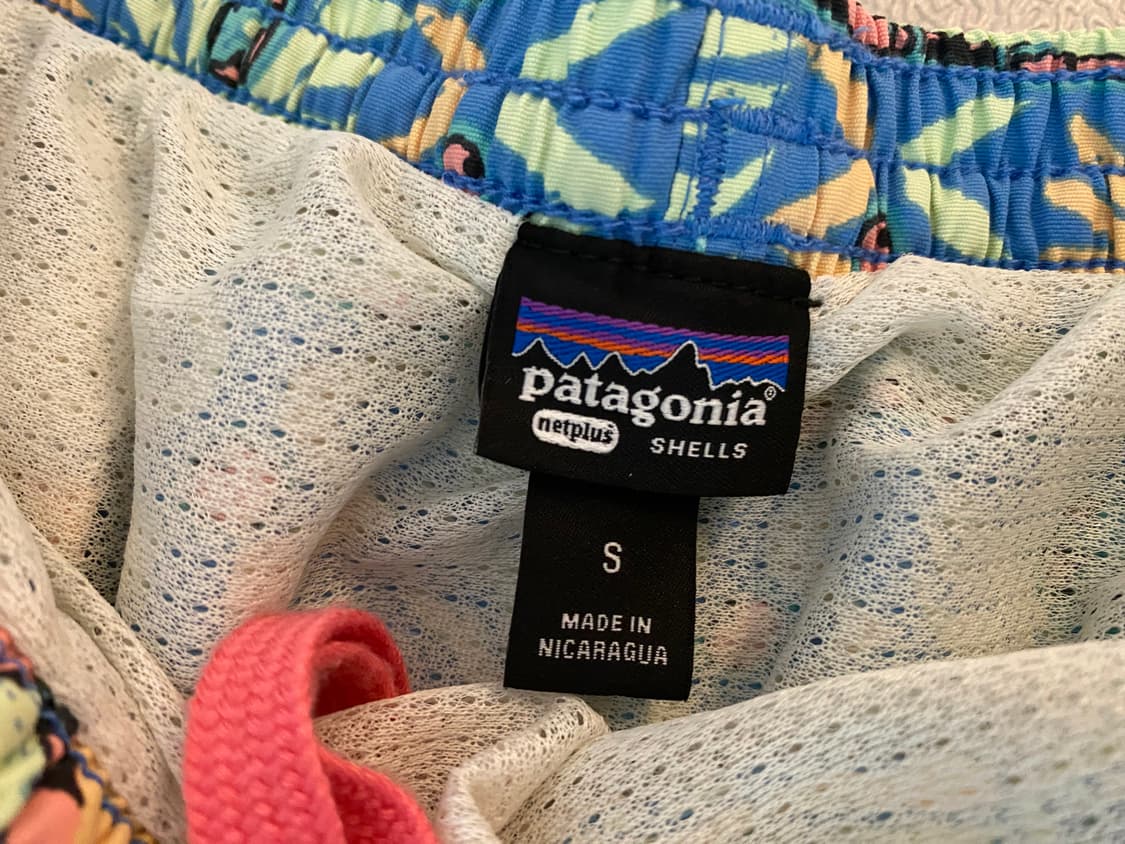 patagonia®
netplus SHELLS
S
MADE IN
NICARAGUA